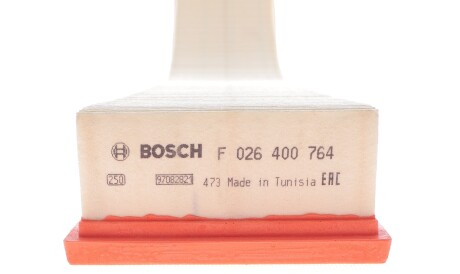 BOSCH F 026 400 764
250 97082821 473 Made in Tunisia EAC